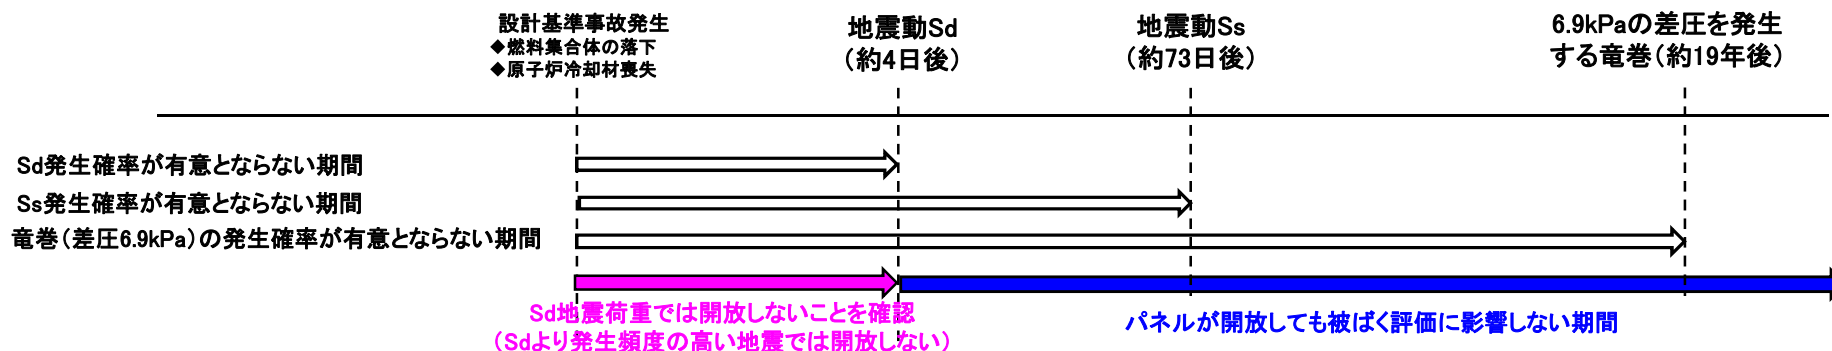 設計基準事故発生
◆燃料集合体の落下
◆原子炉冷却材喪失
地震動Sd
（約4日後）
地震動Ss
（約73日後）
6.9kPaの差圧を発生
する竜巻（約19年後）
Sd発生確率が有意とならない期間
Ss発生確率が有意とならない期間
竜巻（差圧6.9kPa）の発生確率が有意とならない期間
Sd地震荷重では開放しないことを確認
（Sdより発生頻度の高い地震では開放しない）
パネルが開放しても被ばく評価に影響しない期間